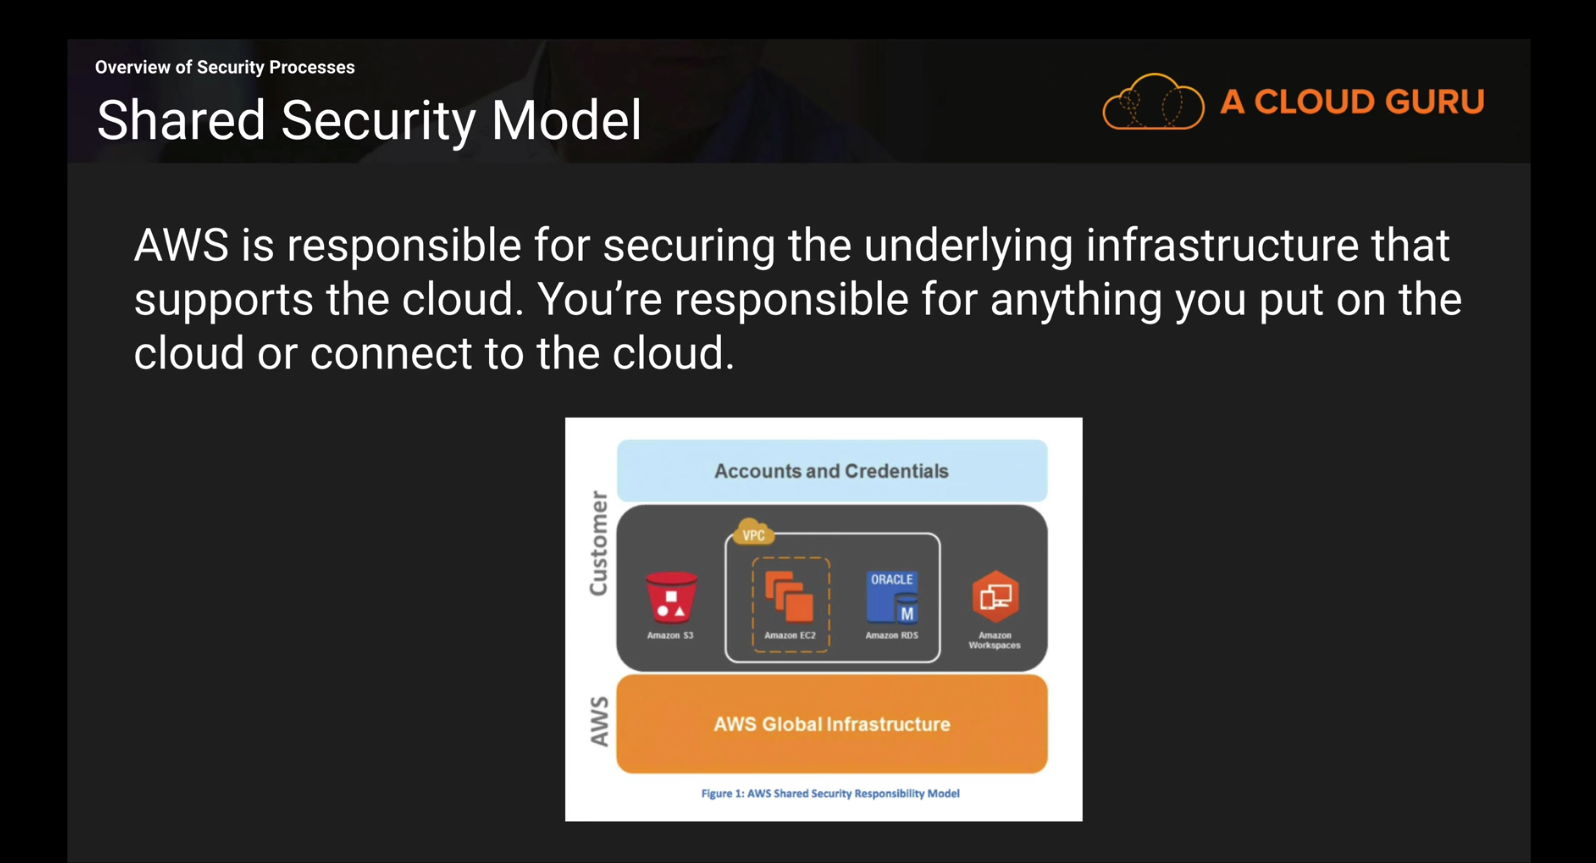 Overview of Security Processes
Shared Security Model
A CLOUD GURU
AWS is responsible for securing the underlying infrastructure that
supports the cloud. You’re responsible for anything you put on the
cloud or connect to the cloud.
Customer
Accounts and Credentials
VPC
ORACLE
M
Amazon S3
Amazon EC2
Amazon RDS
Amazon
Workspaces
AWS
AWS Global Infrastructure
Figure 1: AWS Shared Security Responsibility Model